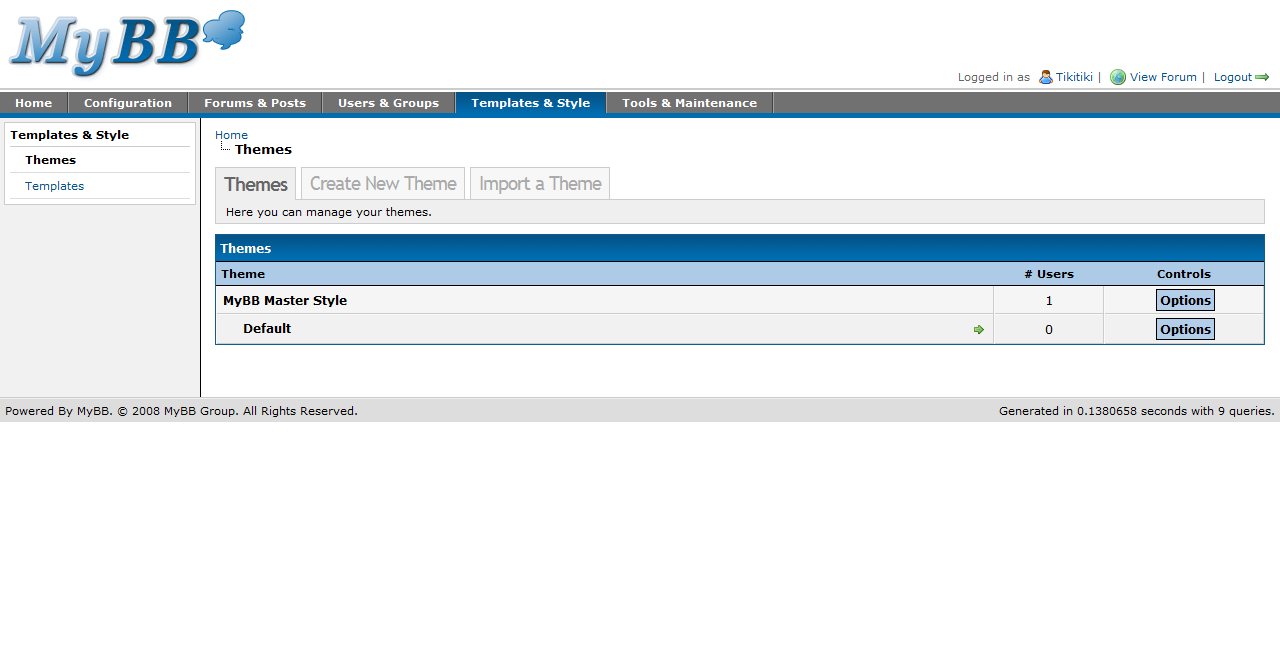 MyBB
Logged in as Tikitiki | View Forum | Logout
Home Configuration Forums & Posts Users & Groups Templates & Style Tools & Maintenance
Templates & Style
Themes
Templates
Home
Themes
Themes Create New Theme Import a Theme
Here you can manage your themes.
Themes
Theme # Users Controls
MyBB Master Style 1 Options
Default 0 Options
Powered By MyBB. © 2008 MyBB Group. All Rights Reserved. Generated in 0.1380658 seconds with 9 queries.